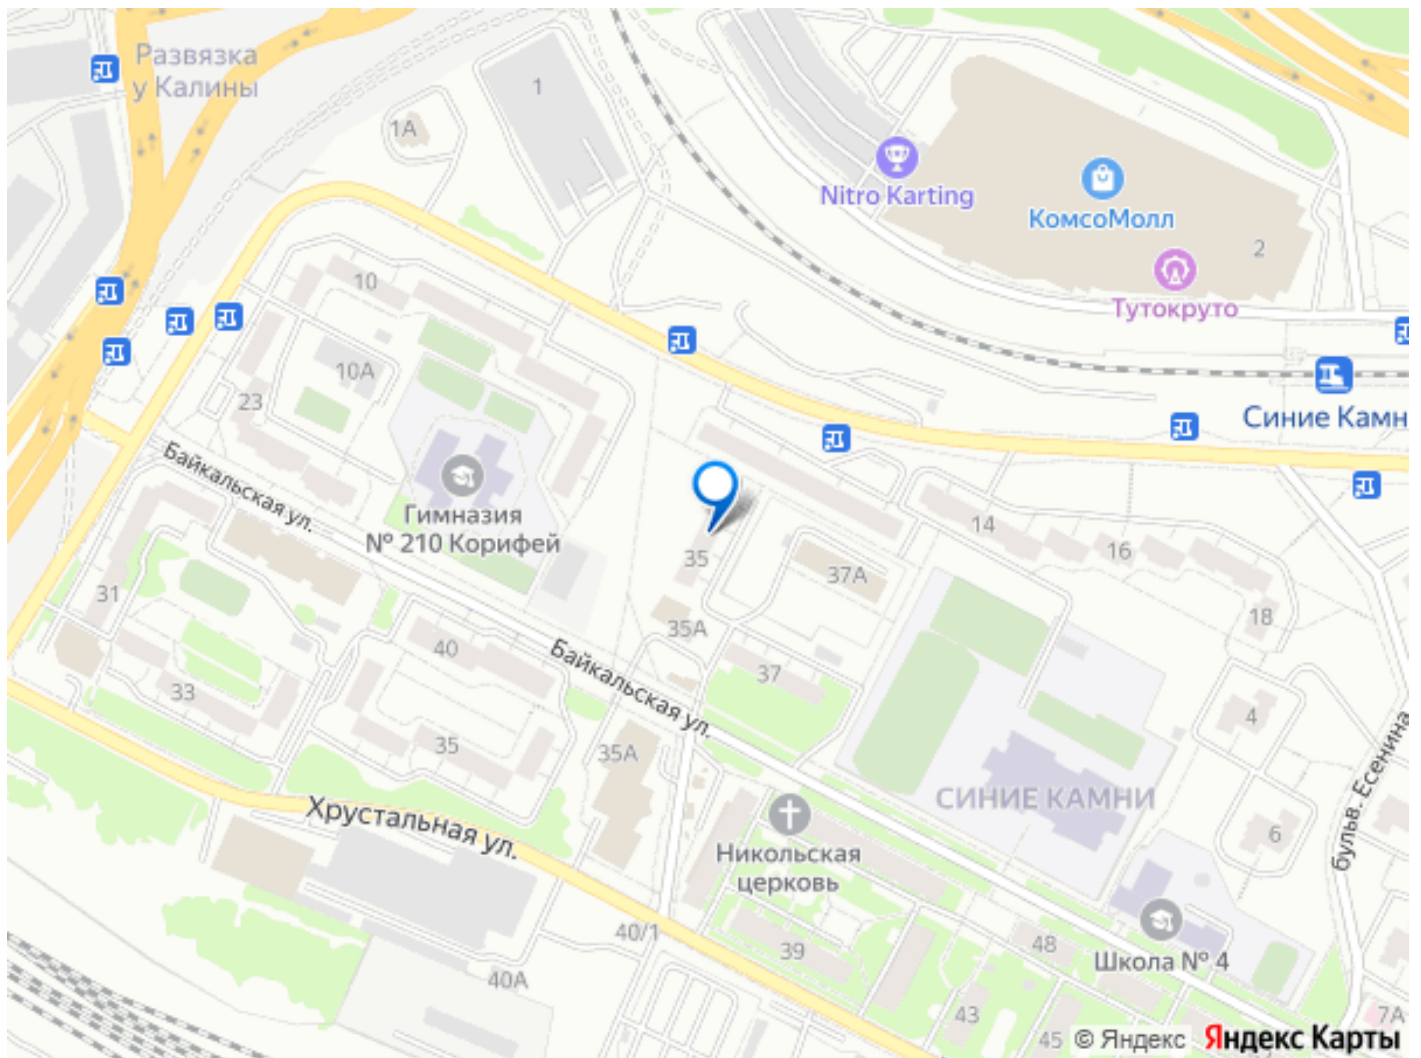 Развязка
у Калины
1
1А
Nitro Karting
КомсоМолл
2
Тутокруто
10
10А
23
Синие Камн
Байкальская ул.
Гимназия
№ 210 Корифей
35
37А
14
16
18
31
35А
40
Байкальская ул.
37
33
4
35
35А
бульв. Есенина
СИНИЕ КАМНИ
Хрустальная ул.
6
Никольская
церковь
40/1
39
48
Школа № 4
40А
43
45
7А
© Яндекс
Яндекс Карты